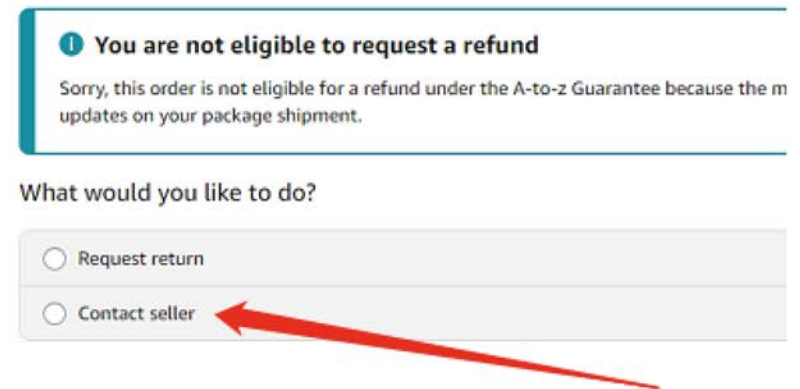 You are not eligible to request a refund
Sorry, this order is not eligible for a refund under the A-to-z Guarantee because the
updates on your package shipment.
What would you like to do?
Request return
Contact seller